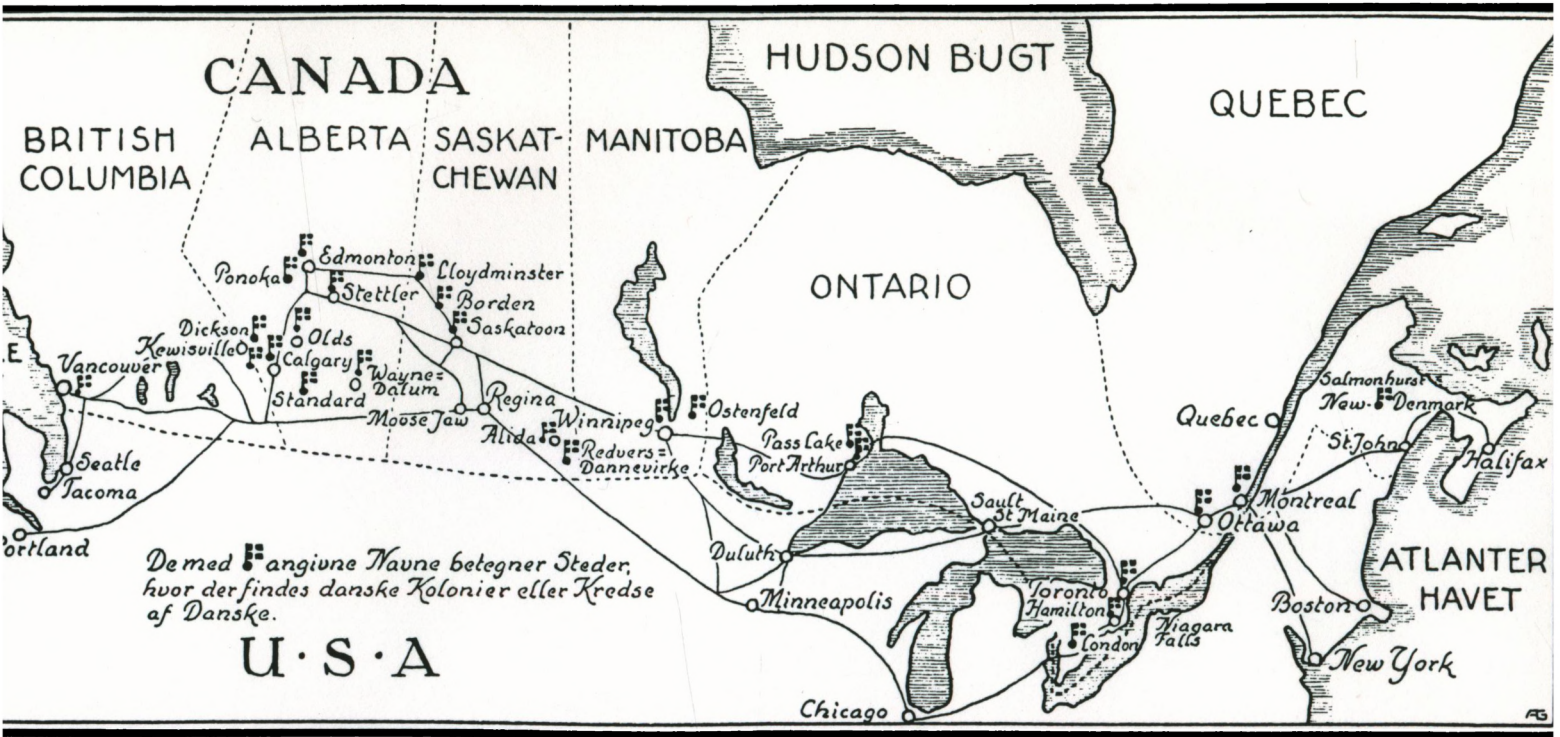 CANADA
HUDSON BUGT
QUEBEC
BRITISH
COLUMBIA
ALBERTA
SASKAT-
CHEWAN
MANITOBA
ONTARIO
Edmonton
Ponoka
Lloydminster
Stettler
Borden
Saskatoon
Dickson
Kewisville
Olds
Calgary
Vancouver
Wayne=
Datum
Standard
Moose Jaw
Regina
Winnipeg
Ostenfeld
Alida
Redvers=
Dannevirke
Pass Lake
Port Arthur
Seatle
Tacoma
Portland
Sault
St Maine
Duluth
Minneapolis
Chicago
Toronto
Hamilton
London
Niagara
Falls
Ottawa
Montreal
Quebec
Salmonhurst
New-Denmark
St John
Halifax
Boston
New York
ATLANTER
HAVET
De med angivne Navne betegner Steder,
hvor der findes danske Kolonier eller Kredse
af Danske.
U·S·A